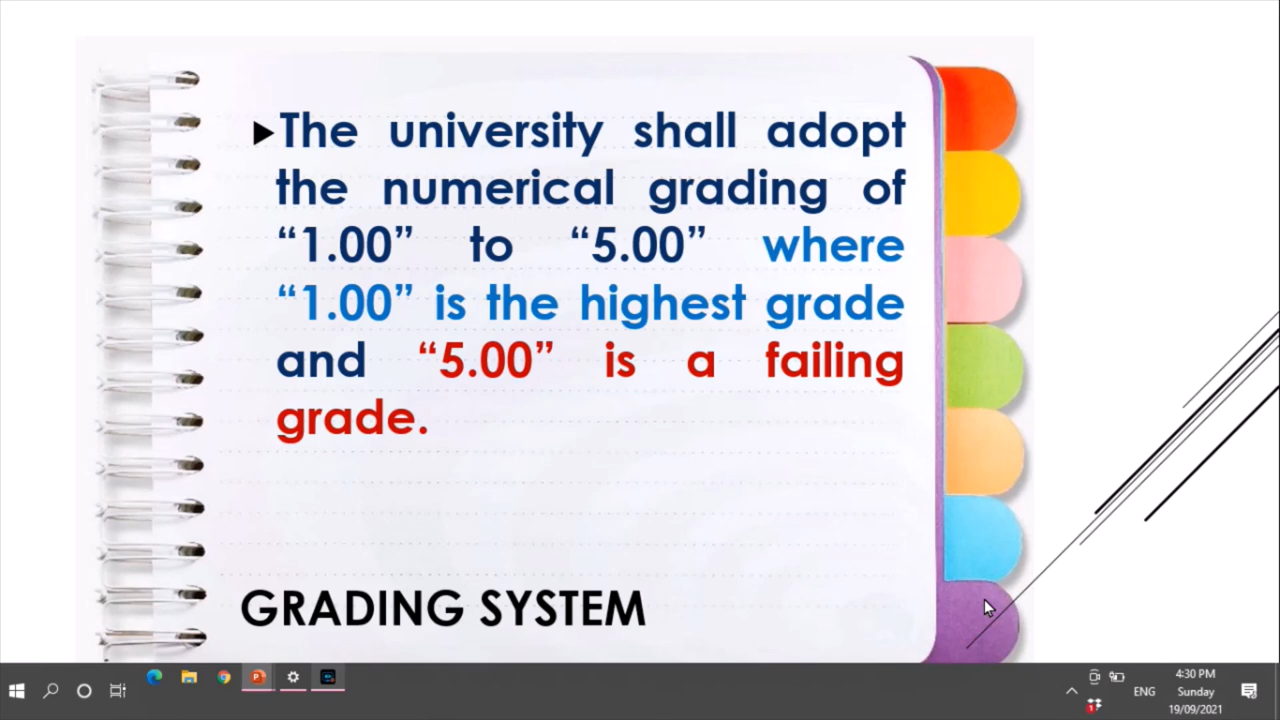 ►The university shall adopt
the numerical grading of
“1.00” to “5.00” where
“1.00” is the highest grade
and “5.00” is a failing
grade.
GRADING SYSTEM
4:30 PM
ENG
Sunday
19/09/2021
1